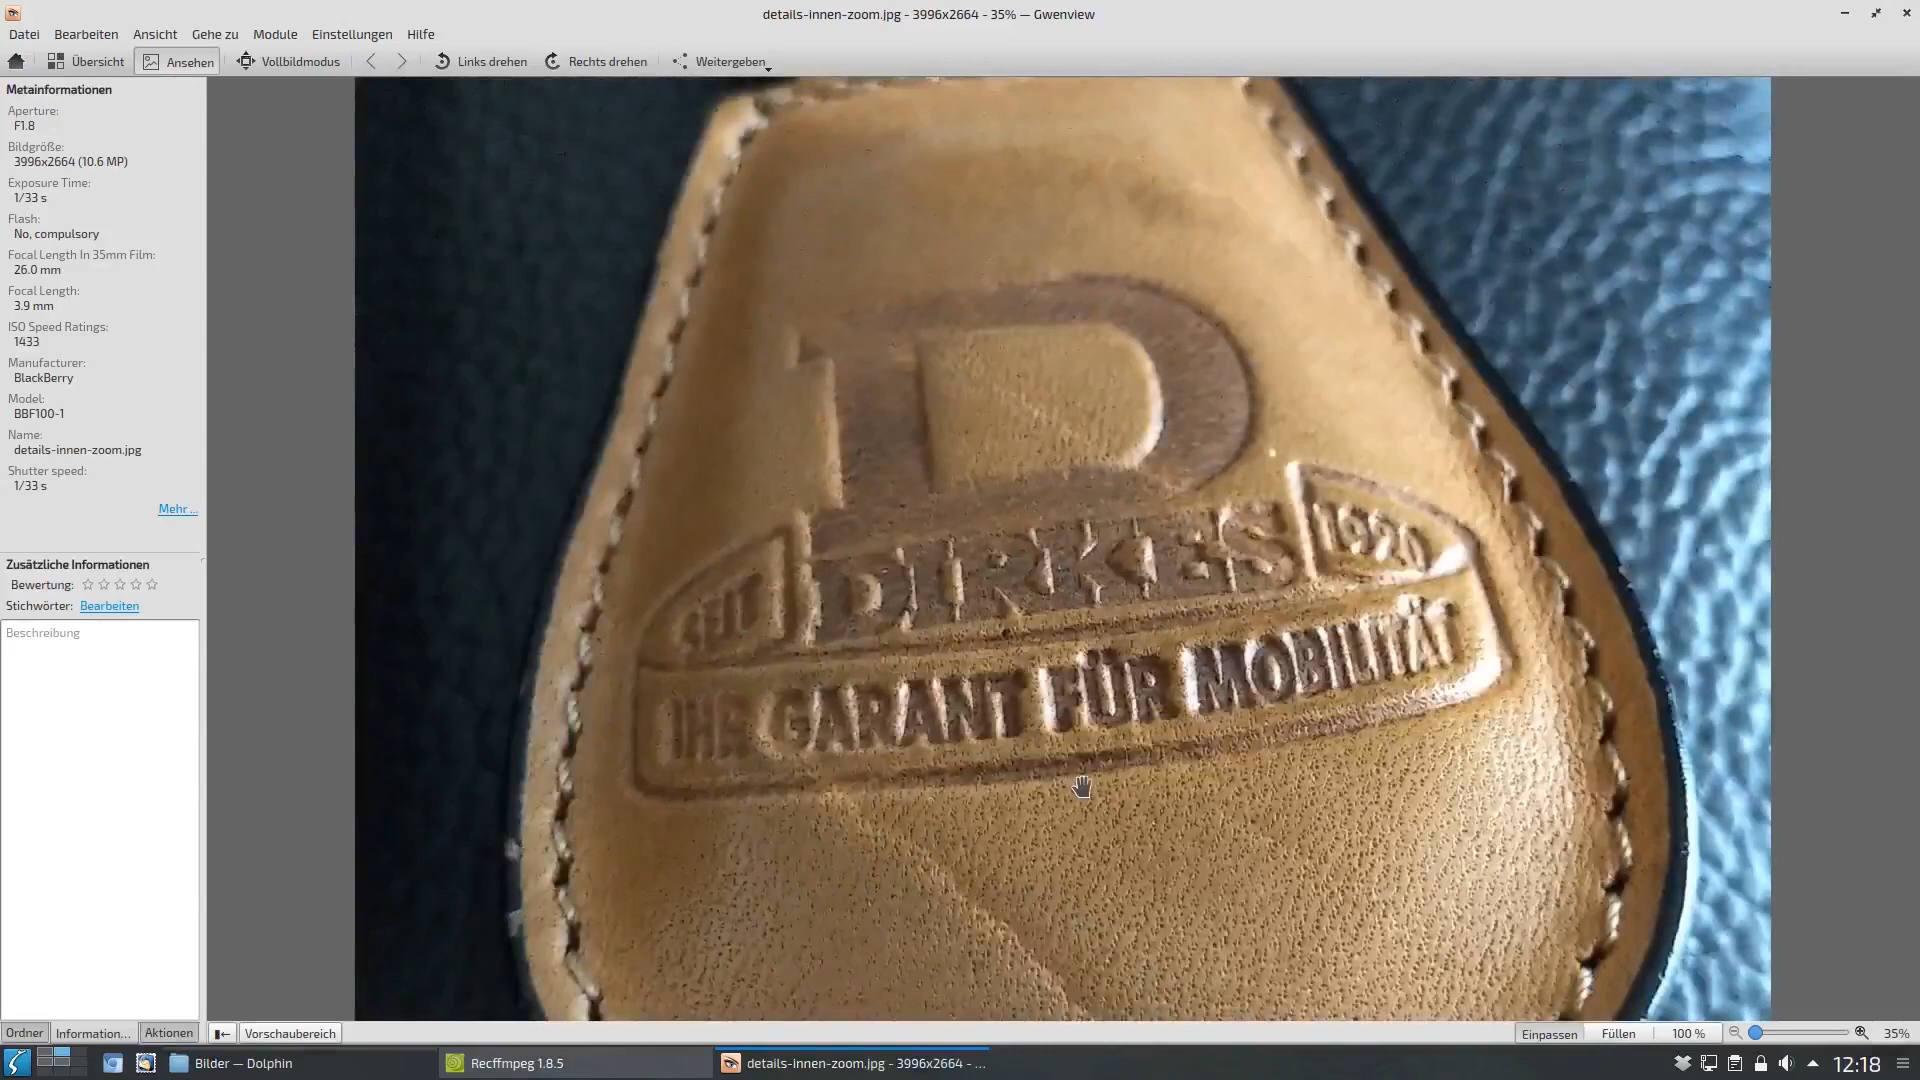 details-innen-zoom.jpg - 3996x2664 - 35% — Gwenview
Datei Bearbeiten Ansicht Gehe zu Module Einstellungen Hilfe
Übersicht Ansehen Vollbildmodus Links drehen Rechts drehen Weitergeben
Metainformationen
Aperture:
F1.8
Bildgröße:
3996x2664 (10.6 MP)
Exposure Time:
1/33 s
Flash:
No, compulsory
Focal Length In 35mm Film:
26.0 mm
Focal Length:
3.9 mm
ISO Speed Ratings:
1433
Manufacturer:
BlackBerry
Model:
BBF100-1
Name:
details-innen-zoom.jpg
Shutter speed:
1/33 s
Mehr ...
Zusätzliche Informationen
Bewertung:
Stichwörter: Bearbeiten
Beschreibung
D
SEIT DIRKES 1920
IHR GARANT FÜR MOBILITÄT
Ordner Information... Aktionen Vorschaubereich Einpassen Füllen 100 % 35%
Bilder — Dolphin Recffmpeg 1.8.5 details-innen-zoom.jpg - 3996x2664 - ... 12:18